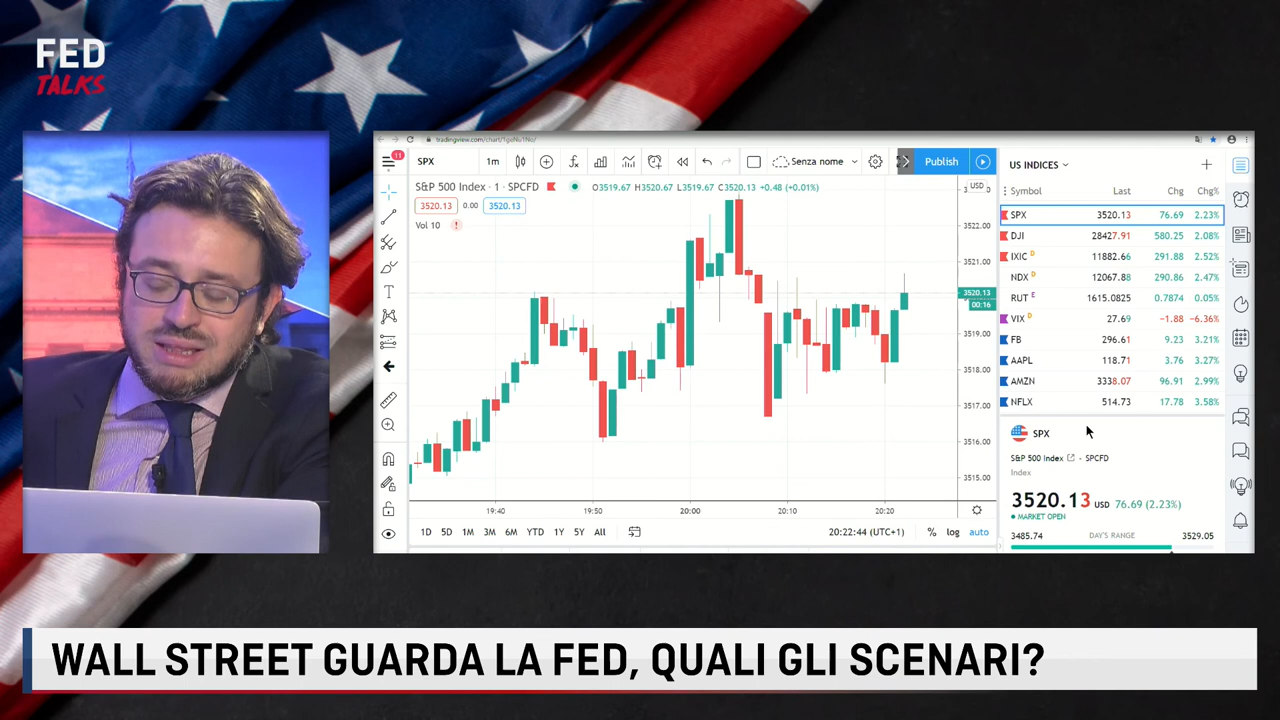 FED
TALKS
tradingview.com/chart/1geNu1No/
11
SPX
1m
Senza nome
Publish
S&P 500 Index · 1 · SPCFD
O3519.67 H3520.67 L3519.67 C3520.13 +0.48 (+0.01%)
3520.13 0.00 3520.13
Vol 10
USD
3522.00
3521.00
3520.13
00:16
3519.00
3518.00
3517.00
3516.00
3515.00
19:40 19:50 20:00 20:10 20:20
1D 5D 1M 3M 6M YTD 1Y 5Y All
20:22:44 (UTC+1) % log auto
US INDICES
Symbol Last Chg Chg%
SPX 3520.13 76.69 2.23%
DJI 28427.91 580.25 2.08%
IXIC D 11882.66 291.88 2.52%
NDX D 12067.88 290.86 2.47%
RUT E 1615.0825 0.7874 0.05%
VIX D 27.69 −1.88 −6.36%
FB 296.61 9.23 3.21%
AAPL 118.71 3.76 3.27%
AMZN 3338.07 96.91 2.99%
NFLX 514.73 17.78 3.58%
SPX
S&P 500 Index · SPCFD
Index
3520.13 USD 76.69 (2.23%)
MARKET OPEN
3485.74 DAY'S RANGE 3529.05
WALL STREET GUARDA LA FED, QUALI GLI SCENARI?